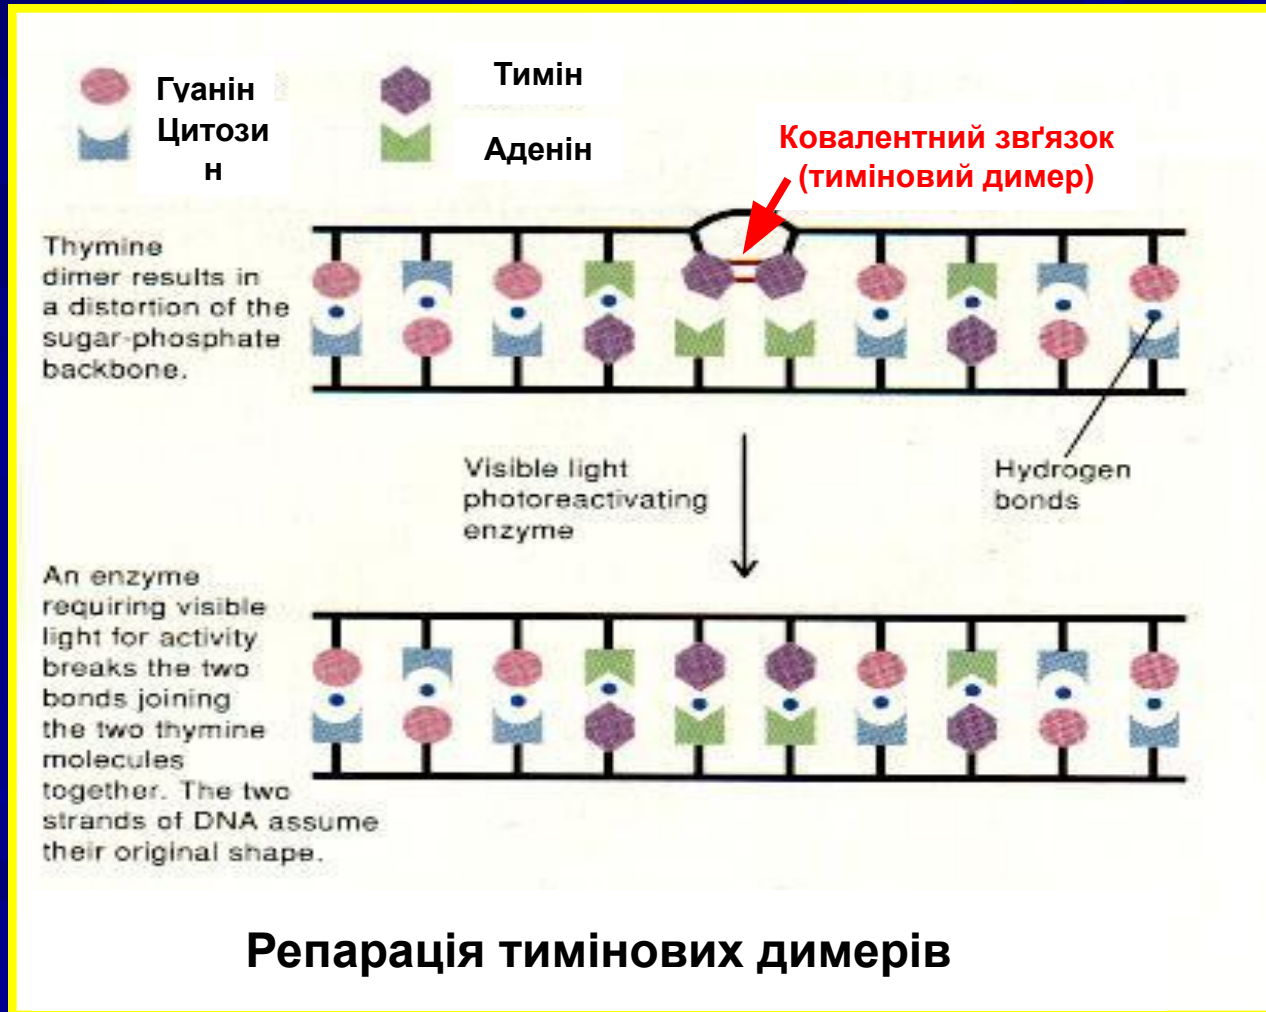 Гуанін
Цитози
н
Тимін
Аденін
Ковалентний звґязок
(тиміновий димер)
Thymine
dimer results in
a distortion of the
sugar-phosphate
backbone.
Visible light
photoreactivating
enzyme
Hydrogen
bonds
An enzyme
requiring visible
light for activity
breaks the two
bonds joining
the two thymine
molecules
together. The two
strands of DNA assume
their original shape.
Репарація тимінових димерів